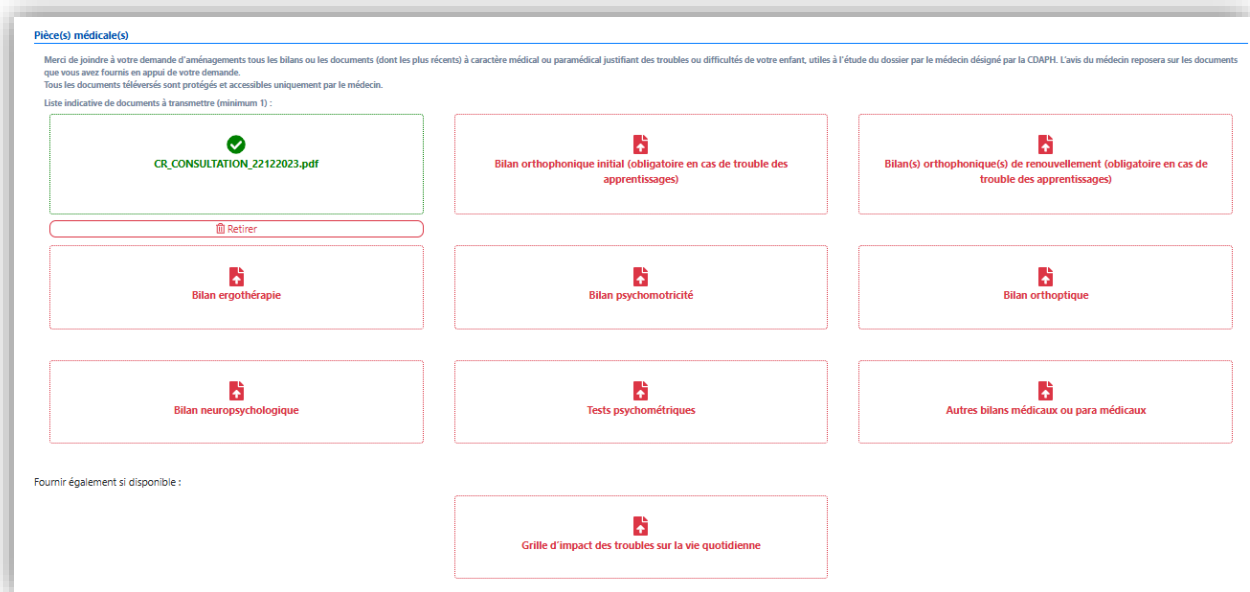 Pièce(s) médicale(s)
Merci de joindre à votre demande d'aménagements tous les bilans ou les documents (dont les plus récents) à caractère médical ou paramédical justifiant des troubles ou difficultés de votre enfant, utiles à l'étude du dossier par le médecin désigné par la CDAPH. L'avis du médecin reposera sur les documents
que vous avez fournis en appui de votre demande.
Tous les documents téléversés sont protégés et accessibles uniquement par le médecin.
Liste indicative de documents à transmettre (minimum 1) :
CR_CONSULTATION_22122023.pdf
Retirer
Bilan orthophonique initial (obligatoire en cas de trouble des
apprentissages)
Bilan(s) orthophonique(s) de renouvellement (obligatoire en cas de
trouble des apprentissages)
Bilan ergothérapie
Bilan psychomotricité
Bilan orthoptique
Bilan neuropsychologique
Tests psychométriques
Autres bilans médicaux ou para médicaux
Fournir également si disponible :
Grille d'impact des troubles sur la vie quotidienne